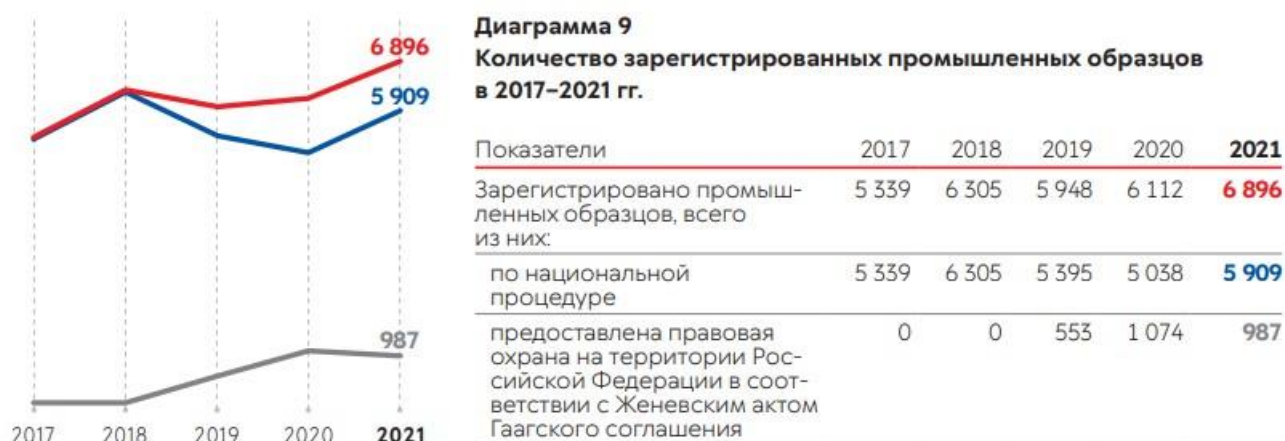 6 896
5 909
987
2017 2018 2019 2020 2021
Диаграмма 9
Количество зарегистрированных промышленных образцов
в 2017–2021 гг.
Показатели 2017 2018 2019 2020 2021
Зарегистрировано промыш- 5 339 6 305 5 948 6 112 6 896
ленных образцов, всего
из них:
по национальной 5 339 6 305 5 395 5 038 5 909
процедуре
предоставлена правовая 0 0 553 1 074 987
охрана на территории Рос-
сийской Федерации в соот-
ветствии с Женевским актом
Гаагского соглашения